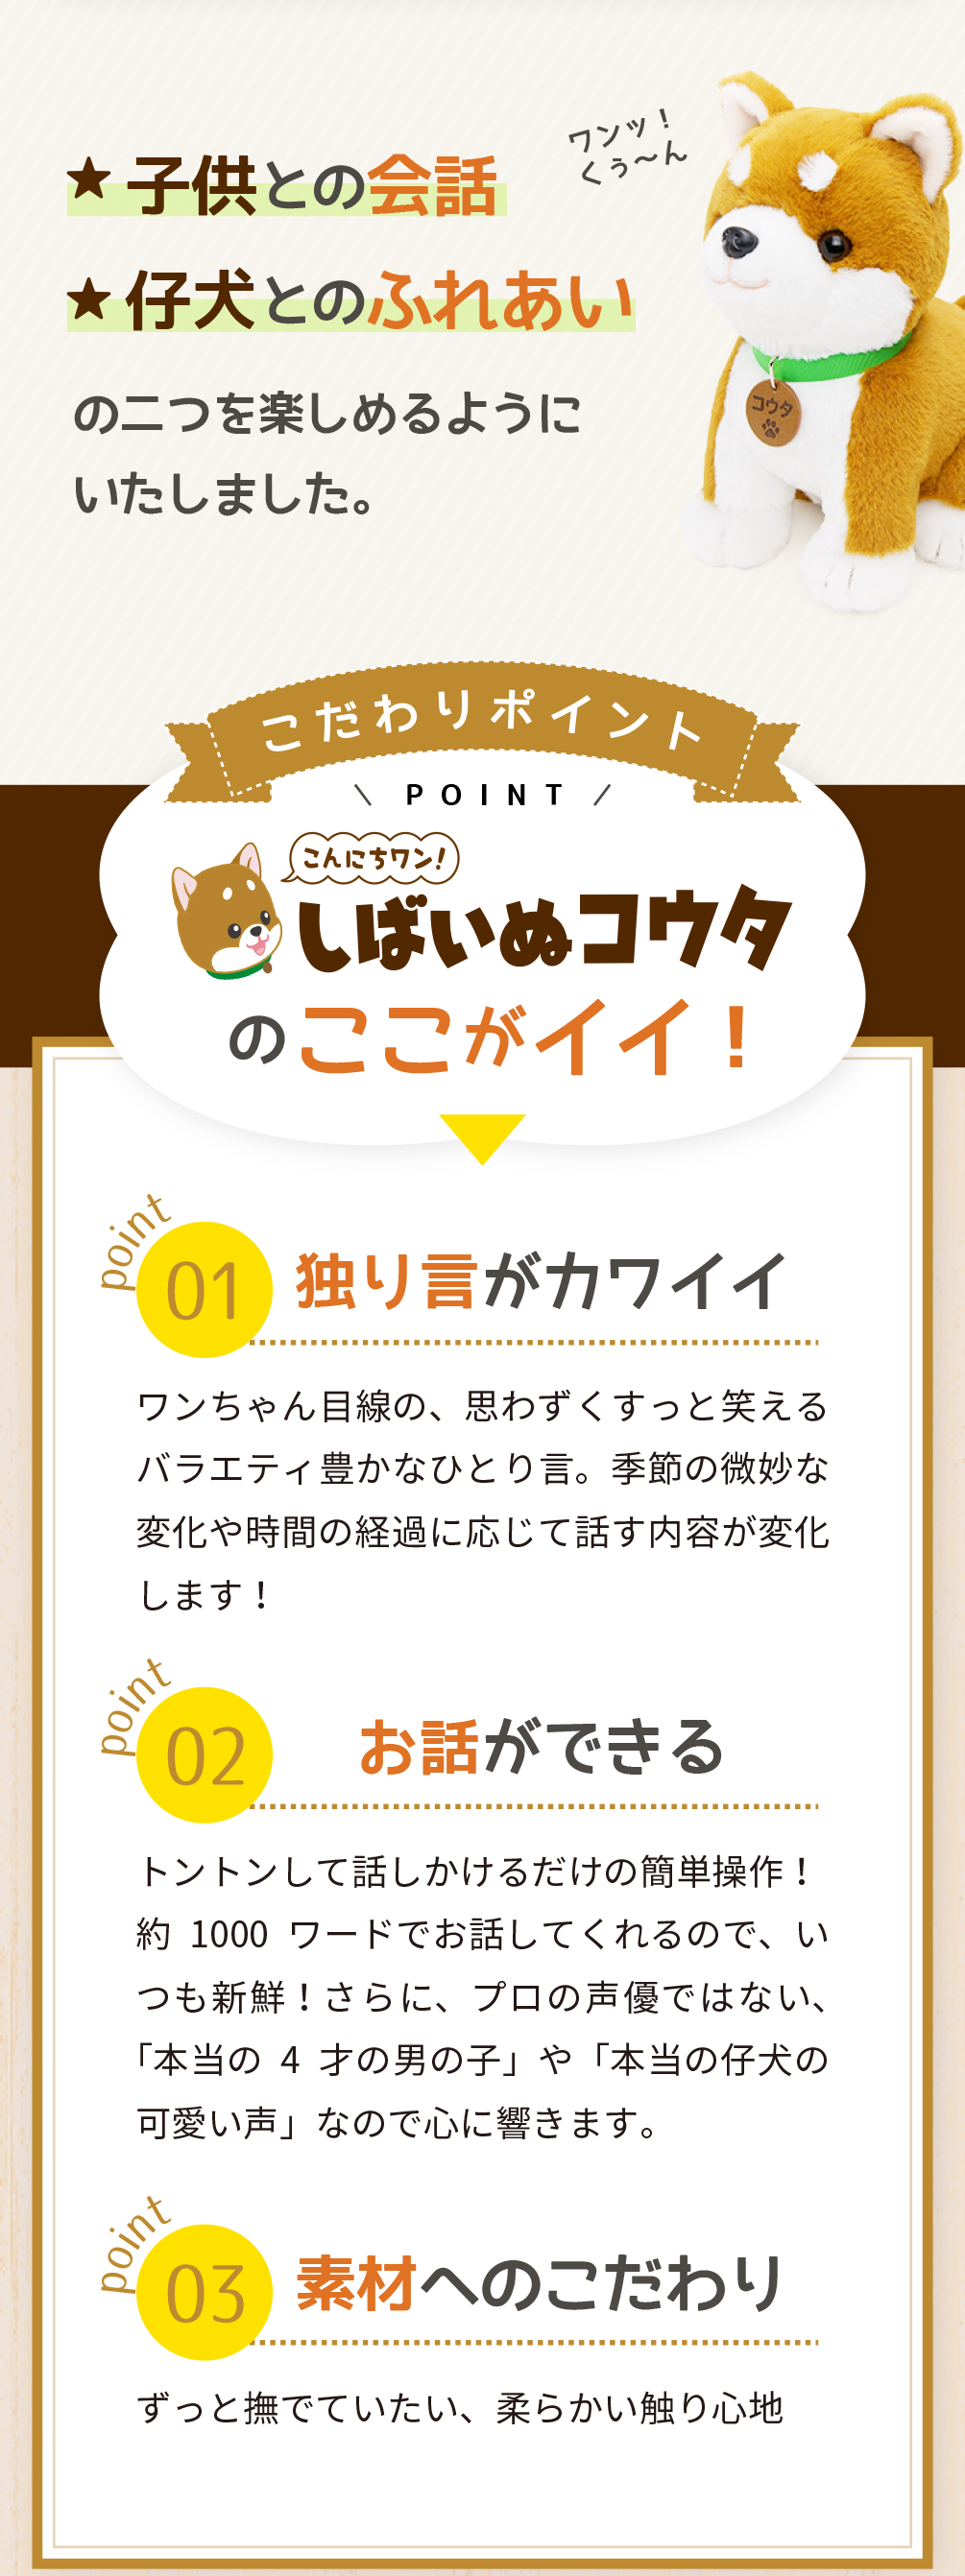 ワンッ！
くぅ〜ん
★ 子供との会話
★ 仔犬とのふれあい
の二つを楽しめるように
いたしました。
コウタ
こだわりポイント
\ POINT /
こんにちワン！
しばいぬコウタ
のここがイイ！
point
01 独り言がカワイイ
ワンちゃん目線の、思わずくすっと笑える
バラエティ豊かなひとり言。季節の微妙な
変化や時間の経過に応じて話す内容が変化
します！
point
02 お話ができる
トントンして話しかけるだけの簡単操作！
約 1000 ワードでお話してくれるので、い
つも新鮮！さらに、プロの声優ではない、
「本当の 4 才の男の子」や「本当の仔犬の
可愛い声」なので心に響きます。
point
03 素材へのこだわり
ずっと撫でていたい、柔らかい触り心地